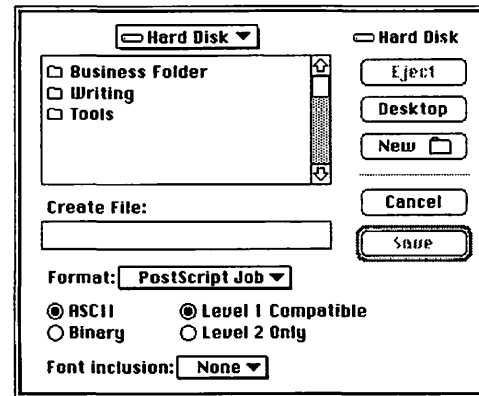 Hard Disk
Hard Disk
Business Folder
Writing
Tools
Eject
Desktop
New
Create File:
Cancel
Save
Format: PostScript Job
ASCII
Level 1 Compatible
Binary
Level 2 Only
Font inclusion: None